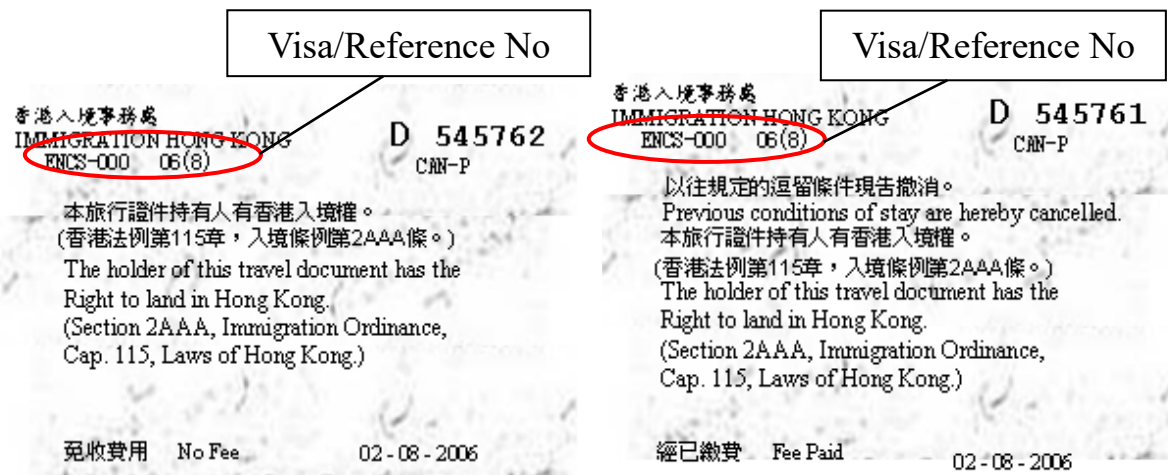 Visa/Reference No
香港入境事務處
IMMIGRATION HONG KONG
ENCS-000 06(8)
D 545762
CAN-P
本旅行證件持有人有香港入境權。
(香港法例第115章，入境條例第2AAA條。)
The holder of this travel document has the
Right to land in Hong Kong.
(Section 2AAA, Immigration Ordinance,
Cap. 115, Laws of Hong Kong.)
免收費用 No Fee 02-08-2006
Visa/Reference No
香港入境事務處
IMMIGRATION HONG KONG
ENCS-000 06(8)
D 545761
CAN-P
以往規定的逗留條件現告撤消。
Previous conditions of stay are hereby cancelled.
本旅行證件持有人有香港入境權。
(香港法例第115章，入境條例第2AAA條。)
The holder of this travel document has the
Right to land in Hong Kong.
(Section 2AAA, Immigration Ordinance,
Cap. 115, Laws of Hong Kong.)
經已繳費 Fee Paid 02-08-2006